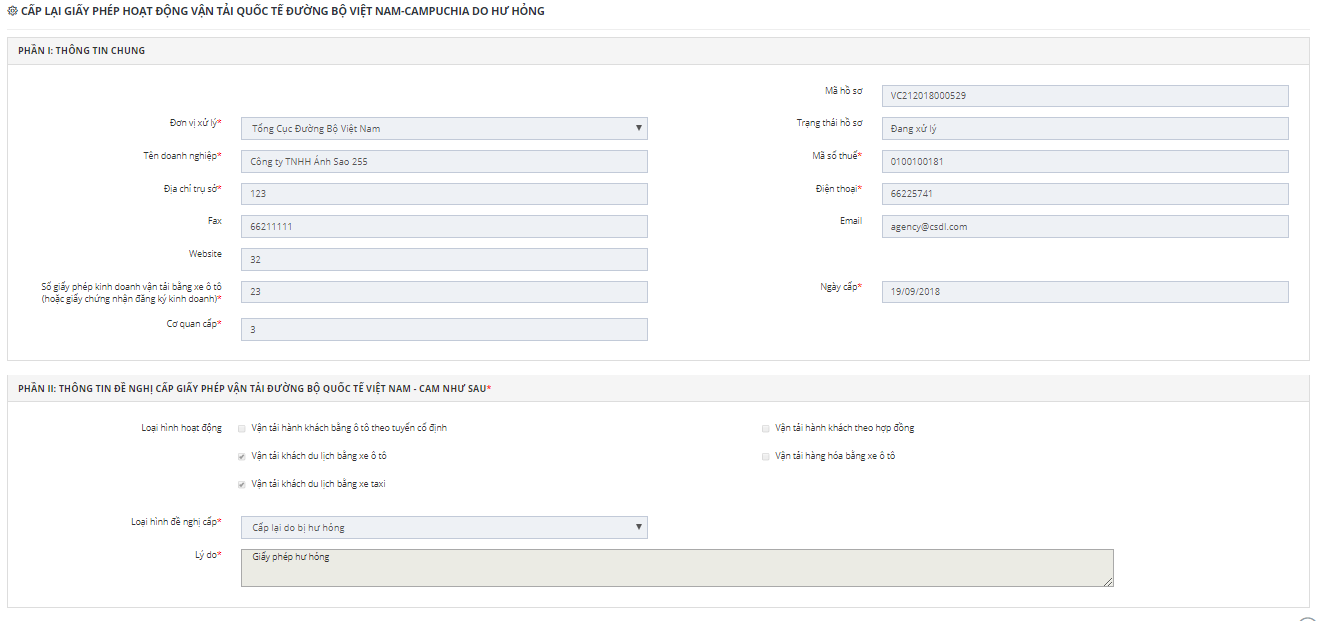 CẤP LẠI GIẤY PHÉP HOẠT ĐỘNG VẬN TẢI QUỐC TẾ ĐƯỜNG BỘ VIỆT NAM-CAMPUCHIA DO HƯ HỎNG
PHẦN I: THÔNG TIN CHUNG
Mã hồ sơ VC212018000529
Đơn vị xử lý* Tổng Cục Đường Bộ Việt Nam Trạng thái hồ sơ Đang xử lý
Tên doanh nghiệp* Công ty TNHH Ánh Sao 255 Mã số thuế* 0100100181
Địa chỉ trụ sở* 123 Điện thoại* 66225741
Fax 66211111 Email agency@csdl.com
Website 32
Số giấy phép kinh doanh vận tải bằng xe ô tô
(hoặc giấy chứng nhận đăng ký kinh doanh)* 23 Ngày cấp* 19/09/2018
Cơ quan cấp* 3
PHẦN II: THÔNG TIN ĐỀ NGHỊ CẤP GIẤY PHÉP VẬN TẢI ĐƯỜNG BỘ QUỐC TẾ VIỆT NAM - CAM NHƯ SAU*
Loại hình hoạt động Vận tải hành khách bằng ô tô theo tuyến cố định Vận tải hành khách theo hợp đồng
Vận tải khách du lịch bằng xe ô tô Vận tải hàng hóa bằng xe ô tô
Vận tải khách du lịch bằng xe taxi
Loại hình đề nghị cấp* Cấp lại do bị hư hỏng
Lý do* Giấy phép hư hỏng